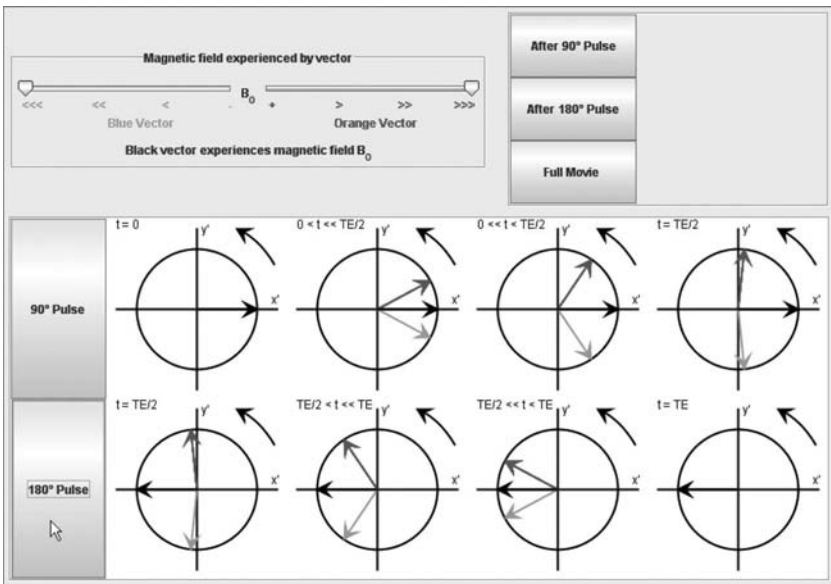 Magnetic field experienced by vector
B0
<<< << < - + > >> >>>
Blue Vector Orange Vector
Black vector experiences magnetic field B0
After 90° Pulse
After 180° Pulse
Full Movie
90° Pulse
t = 0 0 < t << TE/2 0 << t < TE/2 t = TE/2
y' y' y' y'
x' x' x' x'
180° Pulse
t = TE/2 TE/2 < t << TE TE/2 << t < TE t = TE
y' y' y' y'
x' x' x' x'